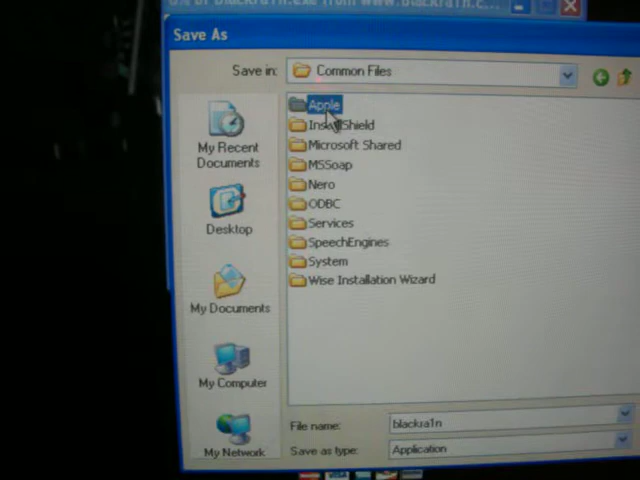 0% of blackra1n.exe from www.blackra1n.c...
Save As
Save in:
Common Files
Apple
InstallShield
Microsoft Shared
MSSoap
Nero
ODBC
Services
SpeechEngines
System
Wise Installation Wizard
My Recent
Documents
Desktop
My Documents
My Computer
My Network
File name:
blackra1n
Save as type:
Application